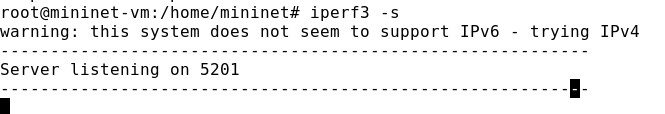 root@mininet-vm:/home/mininet# iperf3 -s
warning: this system does not seem to support IPv6 - trying IPv4
-----------------------------------------------------------
Server listening on 5201
-----------------------------------------------------------